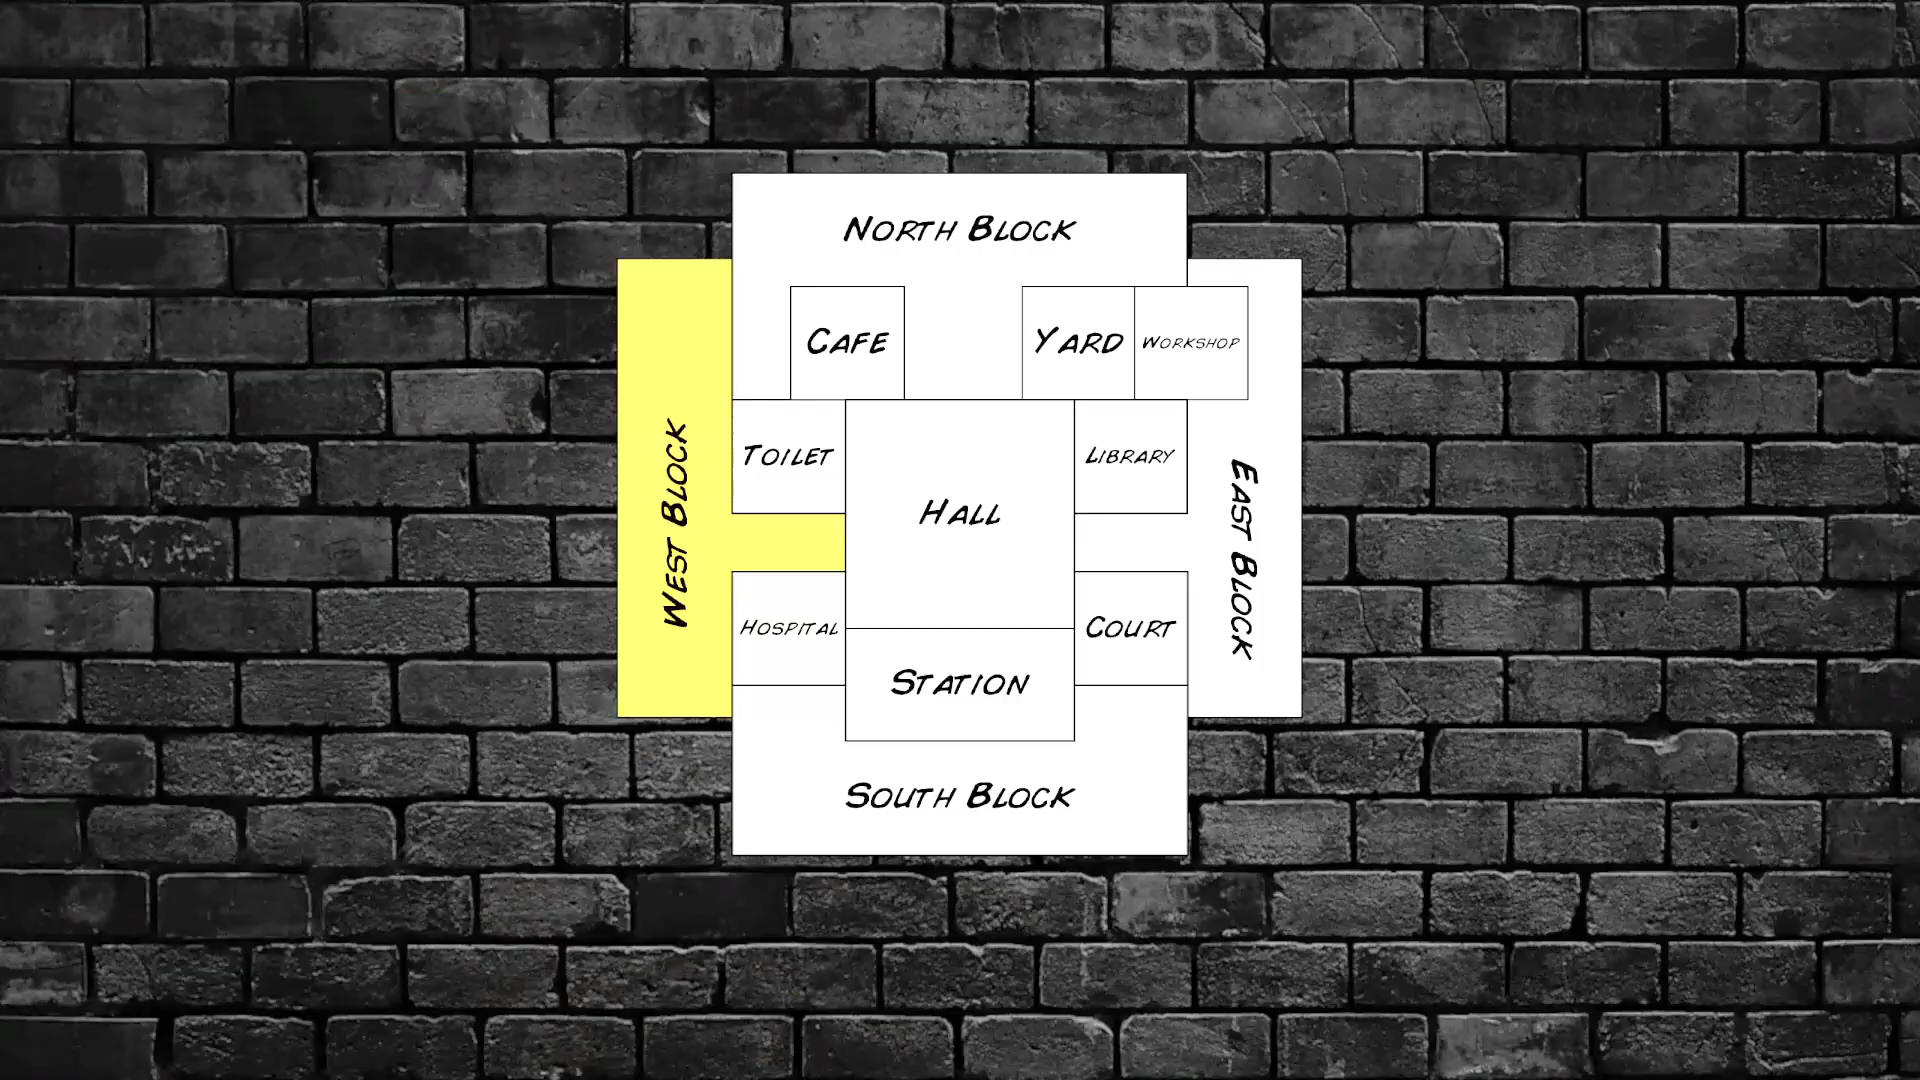 North Block
Cafe
Yard
Workshop
Toilet
Library
Hall
West Block
East Block
Hospital
Court
Station
South Block